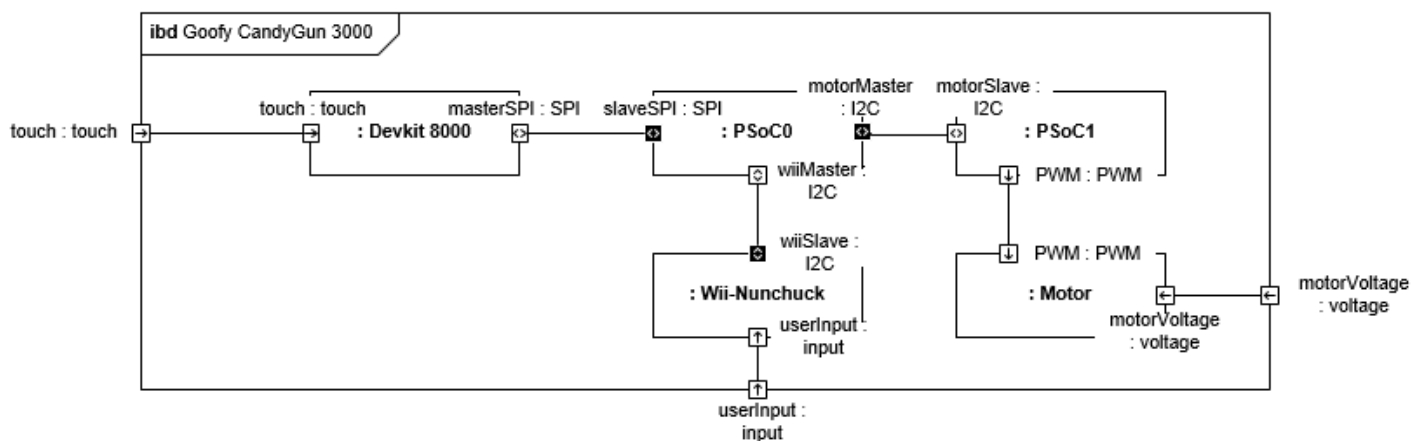 ibd Goofy CandyGun 3000
touch : touch
touch : touch
masterSPI : SPI
: Devkit 8000
slaveSPI : SPI
: PSoC0
motorMaster
: I2C
motorSlave :
I2C
: PSoC1
wiiMaster :
I2C
PWM : PWM
wiiSlave :
I2C
PWM : PWM
: Wii-Nunchuck
: Motor
motorVoltage
: voltage
motorVoltage
: voltage
userInput :
input
userInput :
input